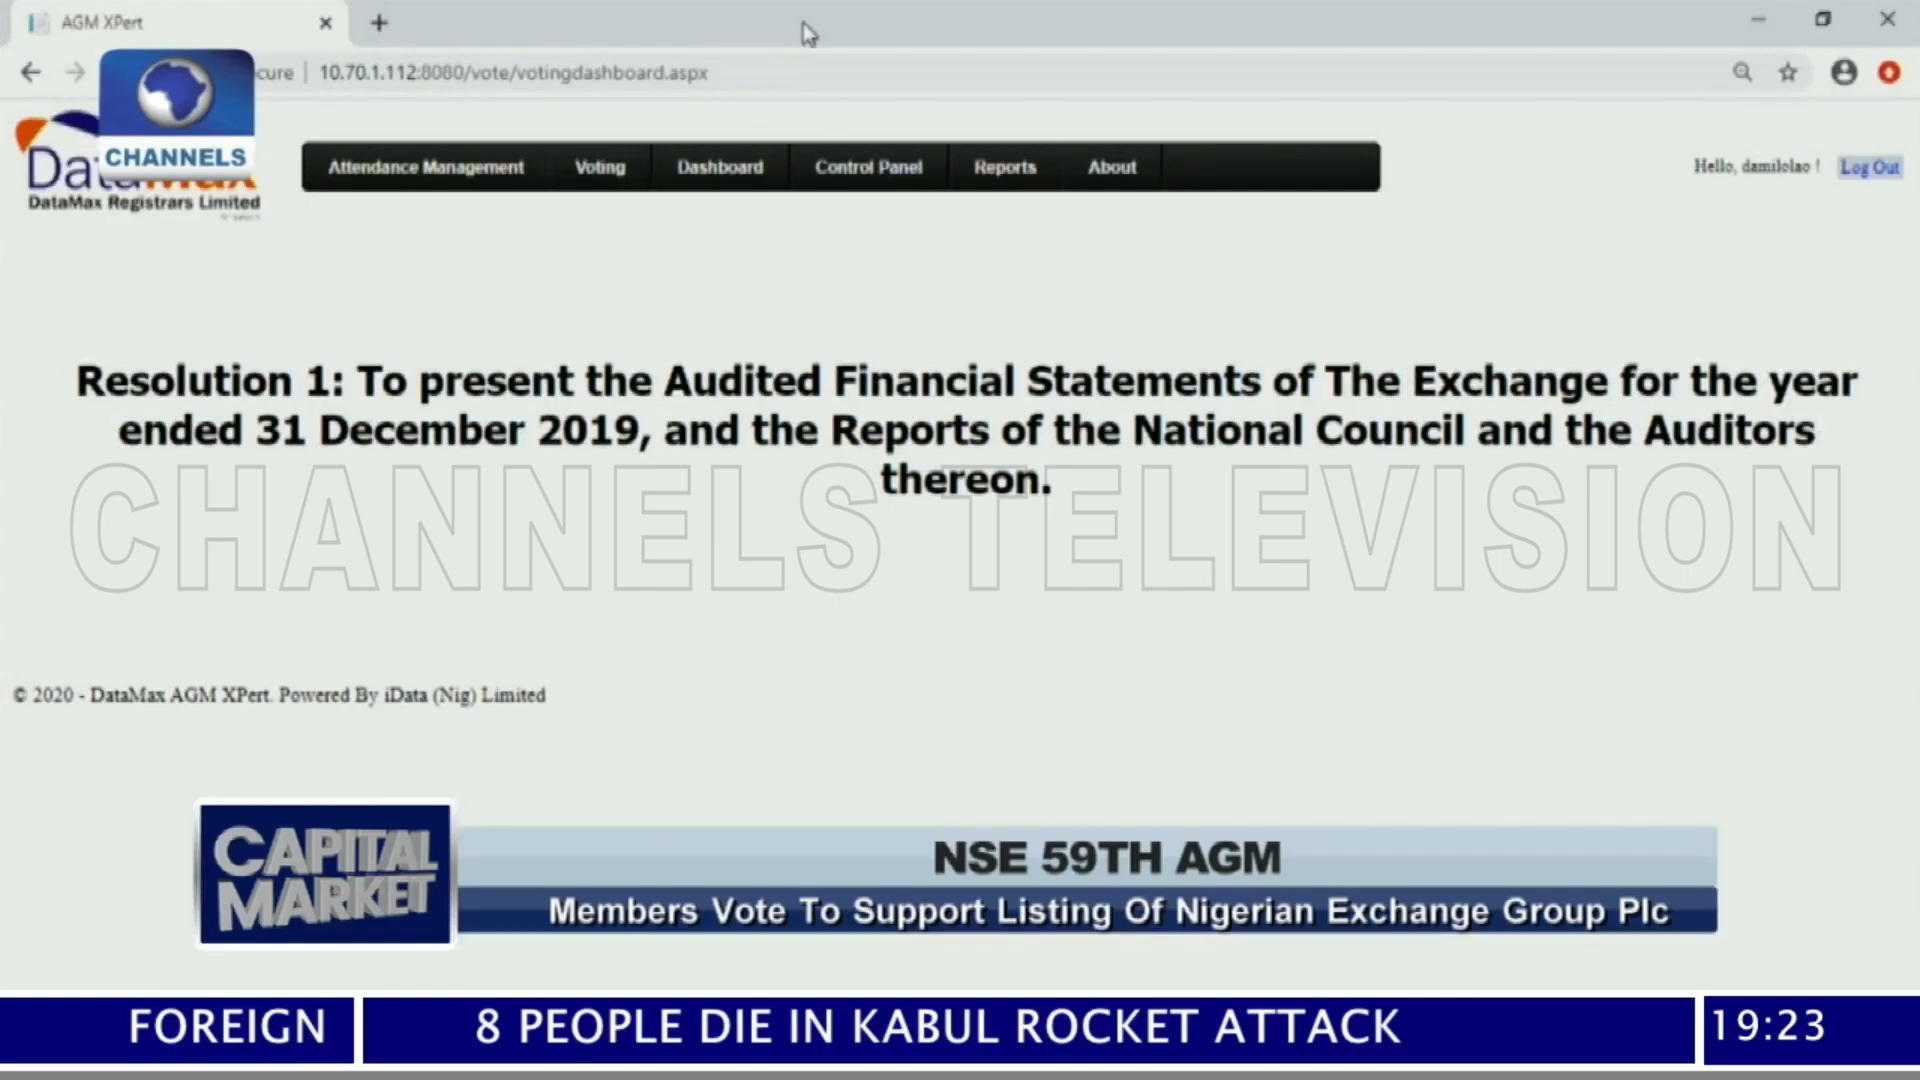 AGM XPert
cure | 10.70.1.112:8080/vote/votingdashboard.aspx
CHANNELS
DataMax
DataMax Registrars Limited
Attendance Management Voting Dashboard Control Panel Reports About
Hello, damilolao ! Log Out
Resolution 1: To present the Audited Financial Statements of The Exchange for the year
ended 31 December 2019, and the Reports of the National Council and the Auditors
thereon.
CHANNELS TELEVISION
© 2020 - DataMax AGM XPert. Powered By iData (Nig) Limited
CAPITAL
MARKET
NSE 59TH AGM
Members Vote To Support Listing Of Nigerian Exchange Group Plc
FOREIGN 8 PEOPLE DIE IN KABUL ROCKET ATTACK 19:23